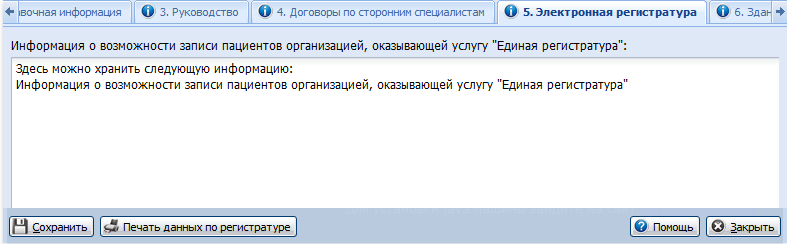 авочная информация
3. Руководство
4. Договоры по сторонним специалистам
5. Электронная регистратура
6. Здан
Информация о возможности записи пациентов организацией, оказывающей услугу "Единая регистратура":
Здесь можно хранить следующую информацию:
Информация о возможности записи пациентов организацией, оказывающей услугу "Единая регистратура"
Сохранить
Печать данных по регистратуре
Помощь
Закрыть